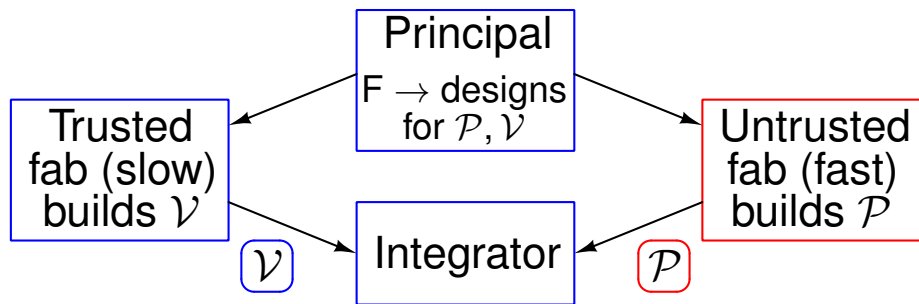 Principal
F → designs
for 𝒫, 𝒱
Trusted
fab (slow)
builds 𝒱
Untrusted
fab (fast)
builds 𝒫
Integrator
𝒱
𝒫